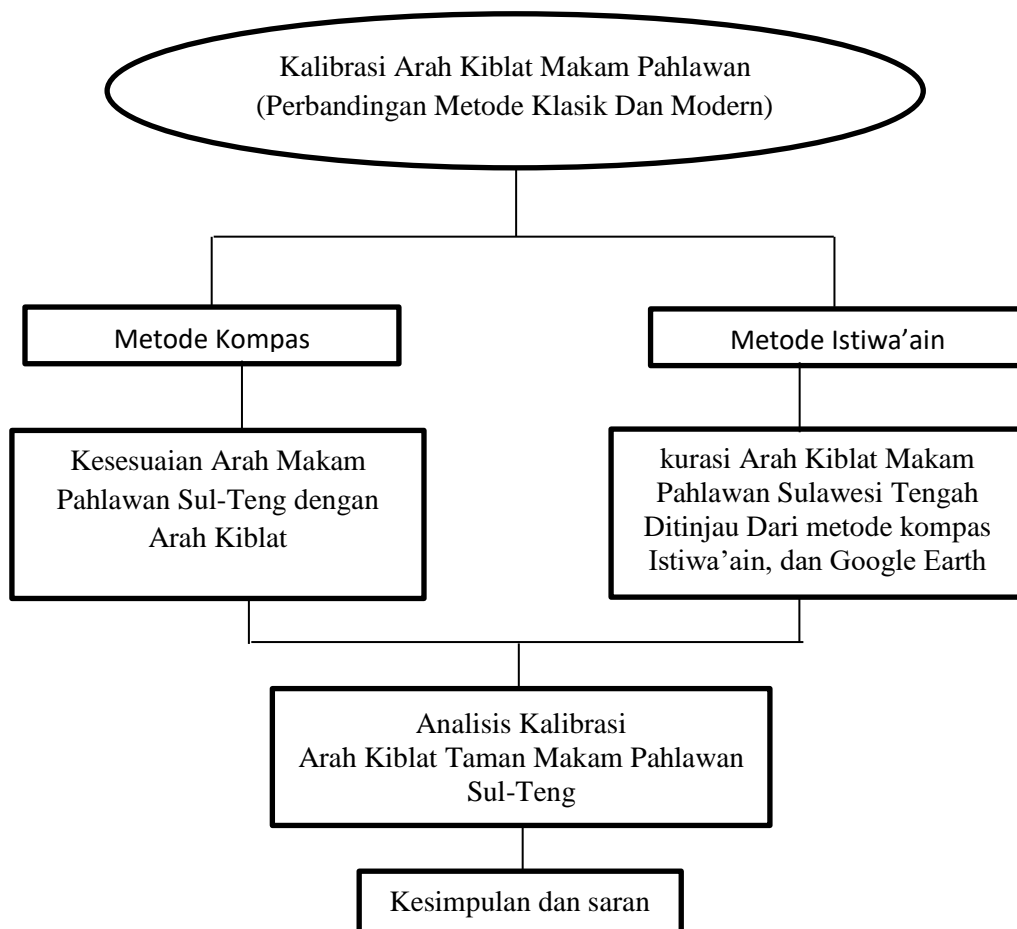 Kalibrasi Arah Kiblat Makam Pahlawan
(Perbandingan Metode Klasik Dan Modern)
Metode Kompas
Metode Istiwa’ain
Kesesuaian Arah Makam
Pahlawan Sul-Teng dengan
Arah Kiblat
kurasi Arah Kiblat Makam
Pahlawan Sulawesi Tengah
Ditinjau Dari metode kompas
Istiwa’ain, dan Google Earth
Analisis Kalibrasi
Arah Kiblat Taman Makam Pahlawan
Sul-Teng
Kesimpulan dan saran